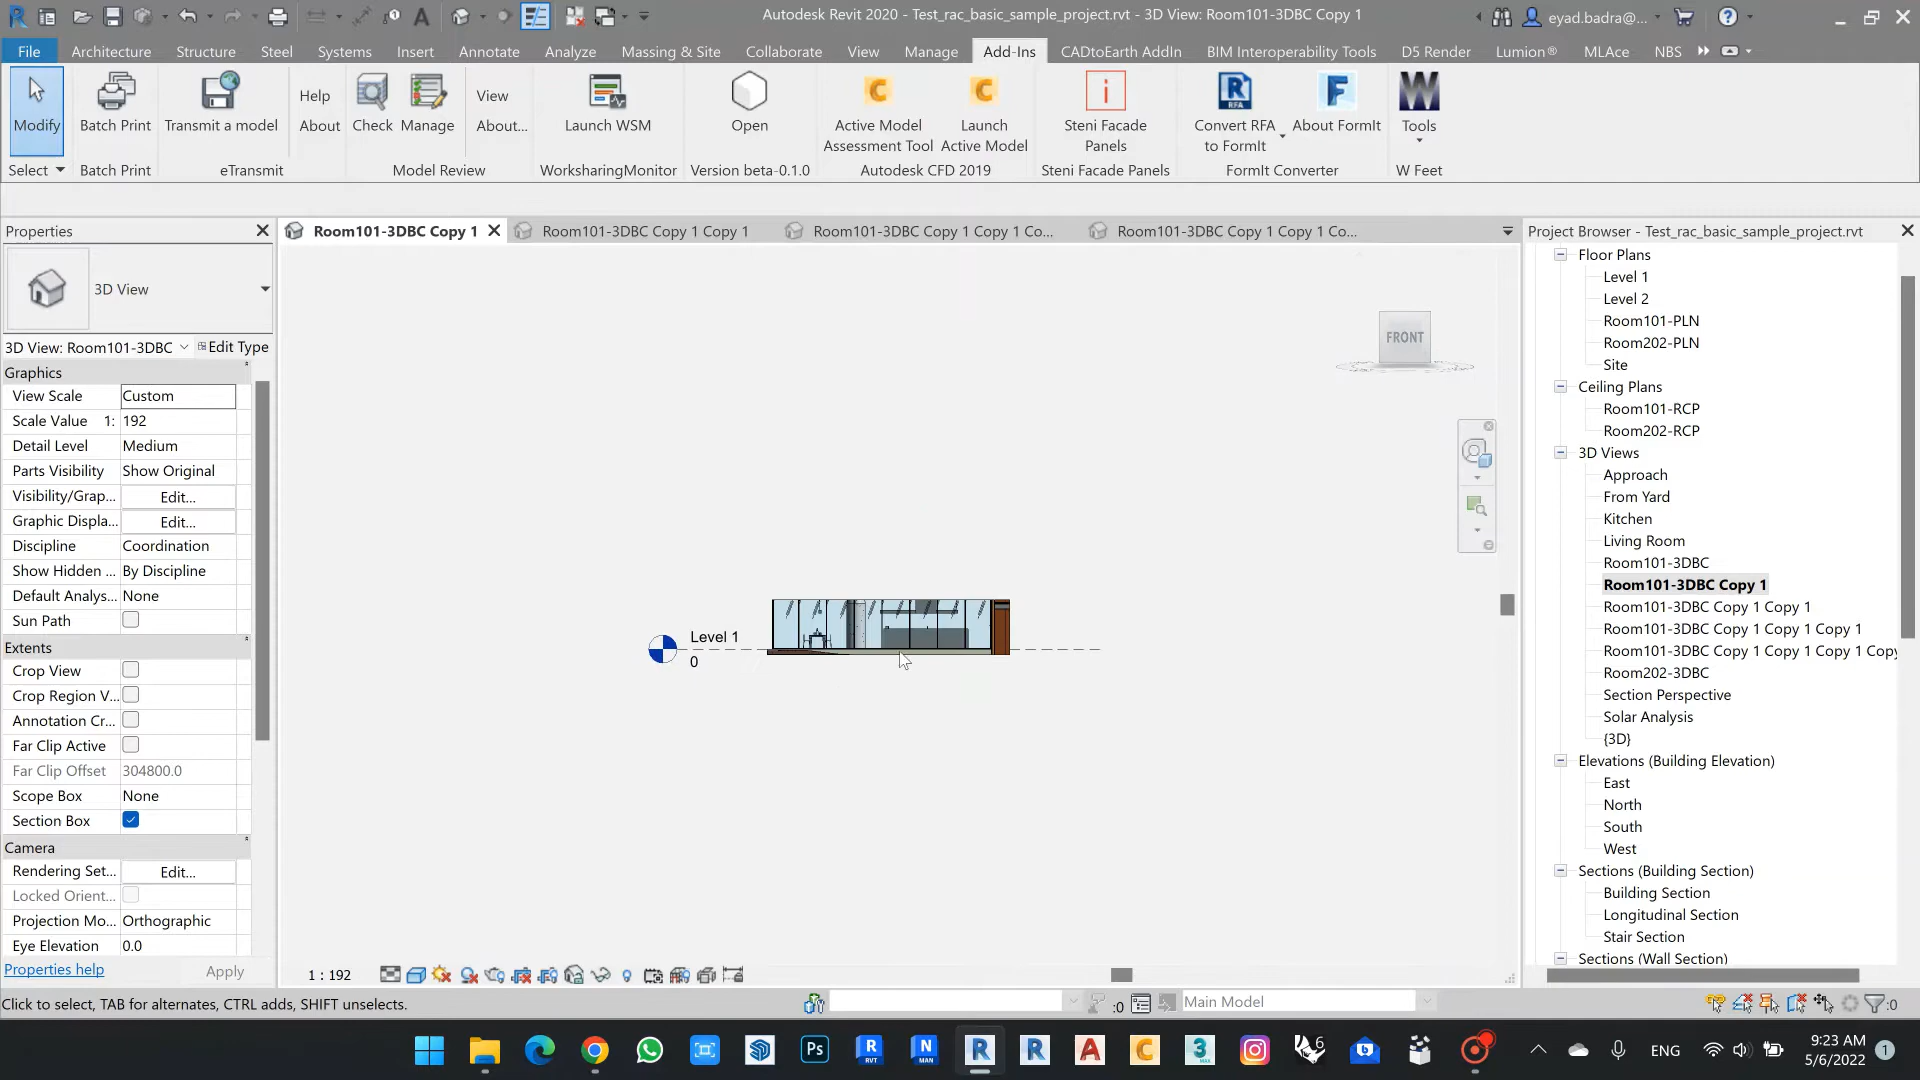 Autodesk Revit 2020 - Test_rac_basic_sample_project.rvt - 3D View: Room101-3DBC Copy 1
eyad.badra@...
File Architecture Structure Steel Systems Insert Annotate Analyze Massing & Site Collaborate View Manage Add-Ins CADtoEarth AddIn BIM Interoperability Tools D5 Render Lumion® MLAce NBS
Modify
Batch Print
Transmit a model
Help
About
Check
Manage
View
About...
Launch WSM
Open
Active Model
Assessment Tool
Launch
Active Model
Steni Facade
Panels
Convert RFA
to FormIt
About FormIt
Tools
Select
Batch Print
eTransmit
Model Review
WorksharingMonitor
Version beta-0.1.0
Autodesk CFD 2019
Steni Facade Panels
FormIt Converter
W Feet
Properties
3D View
3D View: Room101-3DBC
Edit Type
Graphics
View Scale Custom
Scale Value 1: 192
Detail Level Medium
Parts Visibility Show Original
Visibility/Grap... Edit...
Graphic Displa... Edit...
Discipline Coordination
Show Hidden ... By Discipline
Default Analys... None
Sun Path
Extents
Crop View
Crop Region V...
Annotation Cr...
Far Clip Active
Far Clip Offset 304800.0
Scope Box None
Section Box
Camera
Rendering Set... Edit...
Locked Orient...
Projection Mo... Orthographic
Eye Elevation 0.0
Properties help
Apply
Room101-3DBC Copy 1
Room101-3DBC Copy 1 Copy 1
Room101-3DBC Copy 1 Copy 1 Co...
Room101-3DBC Copy 1 Copy 1 Co...
FRONT
Level 1
0
1 : 192
Project Browser - Test_rac_basic_sample_project.rvt
Floor Plans
Level 1
Level 2
Room101-PLN
Room202-PLN
Site
Ceiling Plans
Room101-RCP
Room202-RCP
3D Views
Approach
From Yard
Kitchen
Living Room
Room101-3DBC
Room101-3DBC Copy 1
Room101-3DBC Copy 1 Copy 1
Room101-3DBC Copy 1 Copy 1 Copy 1
Room101-3DBC Copy 1 Copy 1 Copy 1 Copy
Room202-3DBC
Section Perspective
Solar Analysis
{3D}
Elevations (Building Elevation)
East
North
South
West
Sections (Building Section)
Building Section
Longitudinal Section
Stair Section
Sections (Wall Section)
Click to select, TAB for alternates, CTRL adds, SHIFT unselects.
:0
Main Model
:0
Ps
ENG
9:23 AM
5/6/2022
1